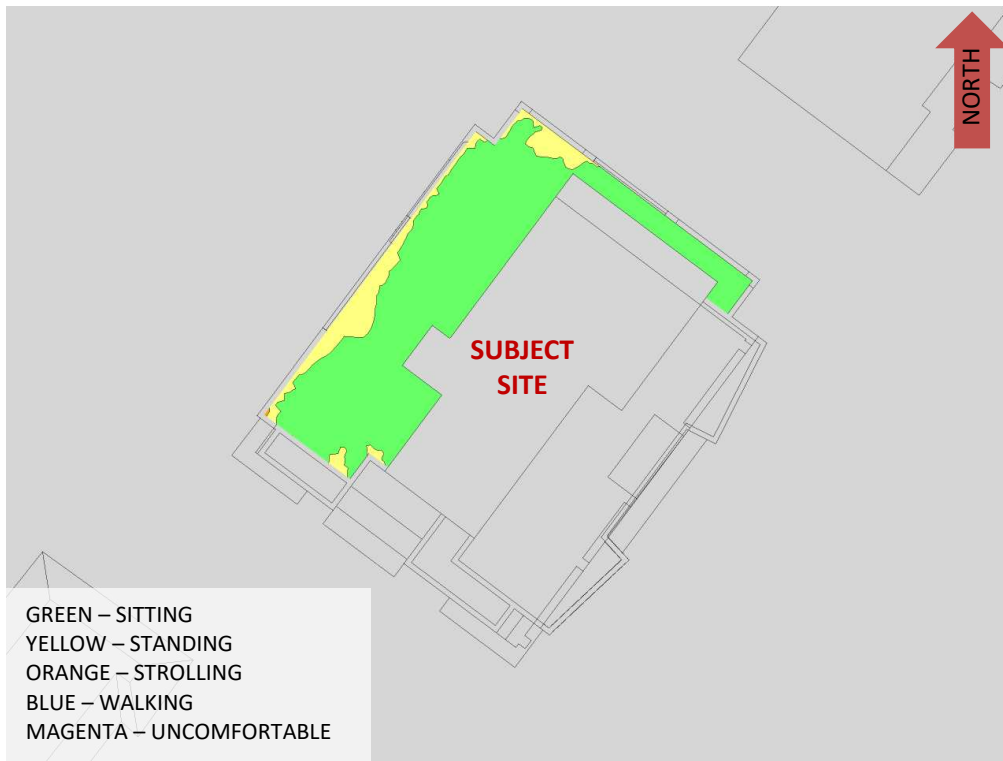 NORTH
SUBJECT
SITE
GREEN – SITTING
YELLOW – STANDING
ORANGE – STROLLING
BLUE – WALKING
MAGENTA – UNCOMFORTABLE